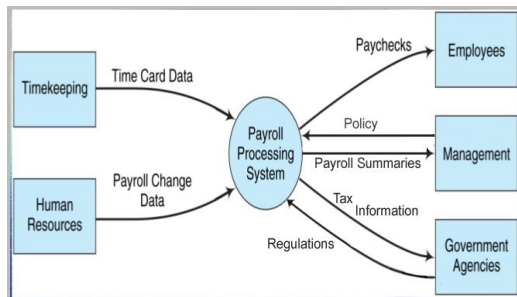 Timekeeping
Time Card Data
Human
Resources
Payroll Change
Data
Payroll
Processing
System
Paychecks
Employees
Policy
Payroll Summaries
Management
Tax
Information
Regulations
Government
Agencies